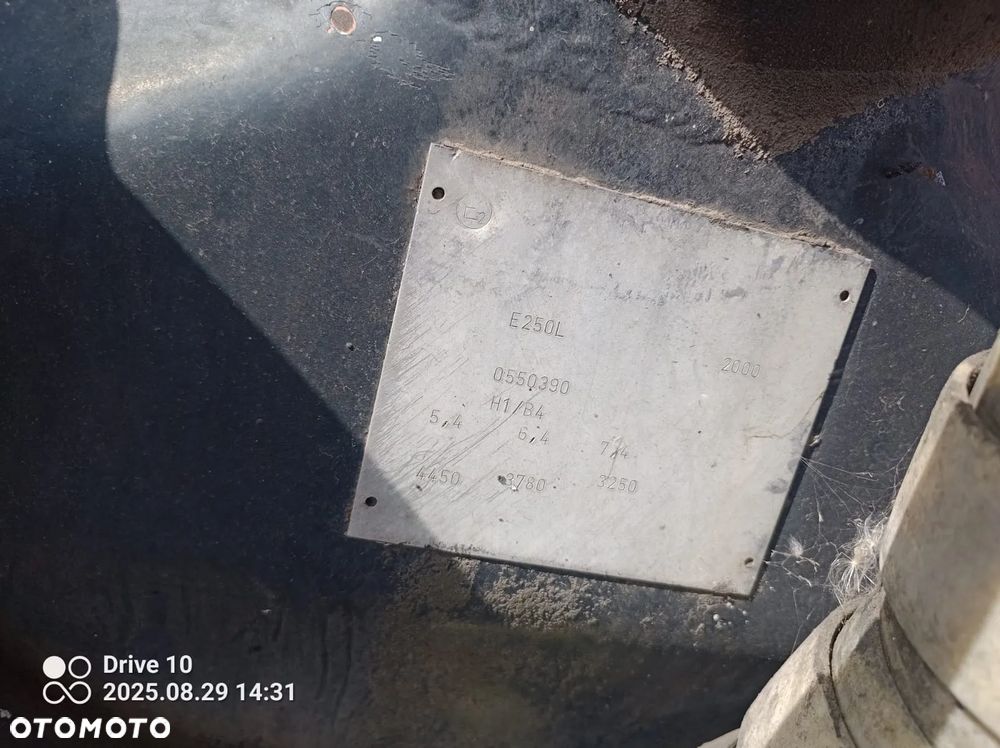 E250L
2000
0550390
H1/B4
5,4 6,4 7,4
4450 3780 3250
Drive 10
2025.08.29 14:31
OTOMOTO